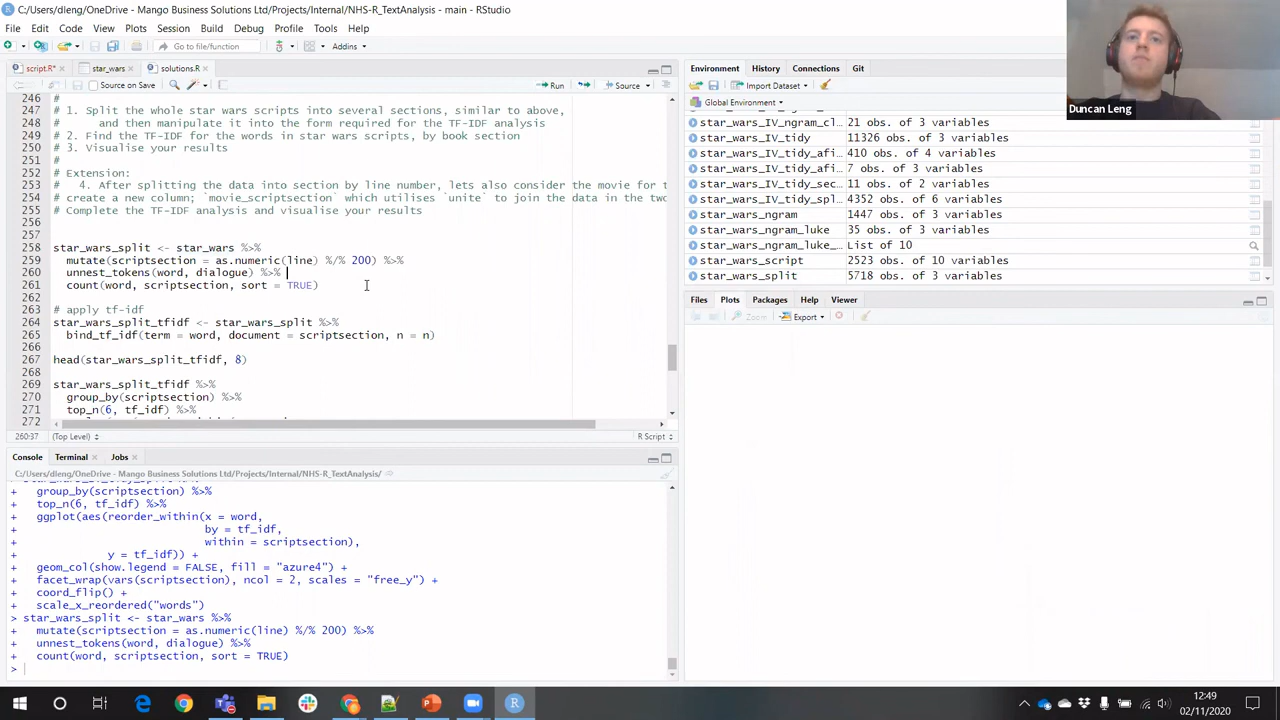 C:/Users/dleng/OneDrive - Mango Business Solutions Ltd/Projects/Internal/NHS-R_TextAnalysis - main - RStudio
File Edit Code View Plots Session Build Debug Profile Tools Help
Go to file/function Addins
script.R* star_wars solutions.R
Source on Save Run Source
246 #
247 # 1. Split the whole star wars scripts into several sections, similar to above,
248 # and then manipulate it into the form required for the TF-IDF analysis
249 # 2. Find the TF-IDF for the words in star wars scripts, by book section
250 # 3. Visualise your results
251 #
252 # Extension:
253 # 4. After splitting the data into section by line number, lets also consider the movie for t
254 # create a new column; `movie_scriptsection` which utilises `unite` to join the data in the two
255 # Complete the TF-IDF analysis and visualise your results
256
257
258 star_wars_split <- star_wars %>%
259 mutate(scriptsection = as.numeric(line) %/% 200) %>%
260 unnest_tokens(word, dialogue) %>%
261 count(word, scriptsection, sort = TRUE)
262
263 # apply tf-idf
264 star_wars_split_tfidf <- star_wars_split %>%
265 bind_tf_idf(term = word, document = scriptsection, n = n)
266
267 head(star_wars_split_tfidf, 8)
268
269 star_wars_split_tfidf %>%
270 group_by(scriptsection) %>%
271 top_n(6, tf_idf) %>%
272
260:37 (Top Level) R Script
Console Terminal Jobs
C:/Users/dleng/OneDrive - Mango Business Solutions Ltd/Projects/Internal/NHS-R_TextAnalysis/
+ group_by(scriptsection) %>%
+ top_n(6, tf_idf) %>%
+ ggplot(aes(reorder_within(x = word,
+ by = tf_idf,
+ within = scriptsection),
+ y = tf_idf)) +
+ geom_col(show.legend = FALSE, fill = "azure4") +
+ facet_wrap(vars(scriptsection), ncol = 2, scales = "free_y") +
+ coord_flip() +
+ scale_x_reordered("words")
> star_wars_split <- star_wars %>%
+ mutate(scriptsection = as.numeric(line) %/% 200) %>%
+ unnest_tokens(word, dialogue) %>%
+ count(word, scriptsection, sort = TRUE)
>
Environment History Connections Git
Import Dataset
Global Environment
star_wars_IV_ngram_cl… 21 obs. of 3 variables
star_wars_IV_tidy 11326 obs. of 3 variables
star_wars_IV_tidy_afi… 410 obs. of 4 variables
star_wars_IV_tidy_afi… 7 obs. of 3 variables
star_wars_IV_tidy_sec… 11 obs. of 2 variables
star_wars_IV_tidy_spl… 4352 obs. of 6 variables
star_wars_ngram 1447 obs. of 3 variables
star_wars_ngram_luke 35 obs. of 3 variables
star_wars_ngram_luke_… List of 10
star_wars_script 2523 obs. of 10 variables
star_wars_split 5718 obs. of 3 variables
Files Plots Packages Help Viewer
Zoom Export
Duncan Leng
12:49
02/11/2020